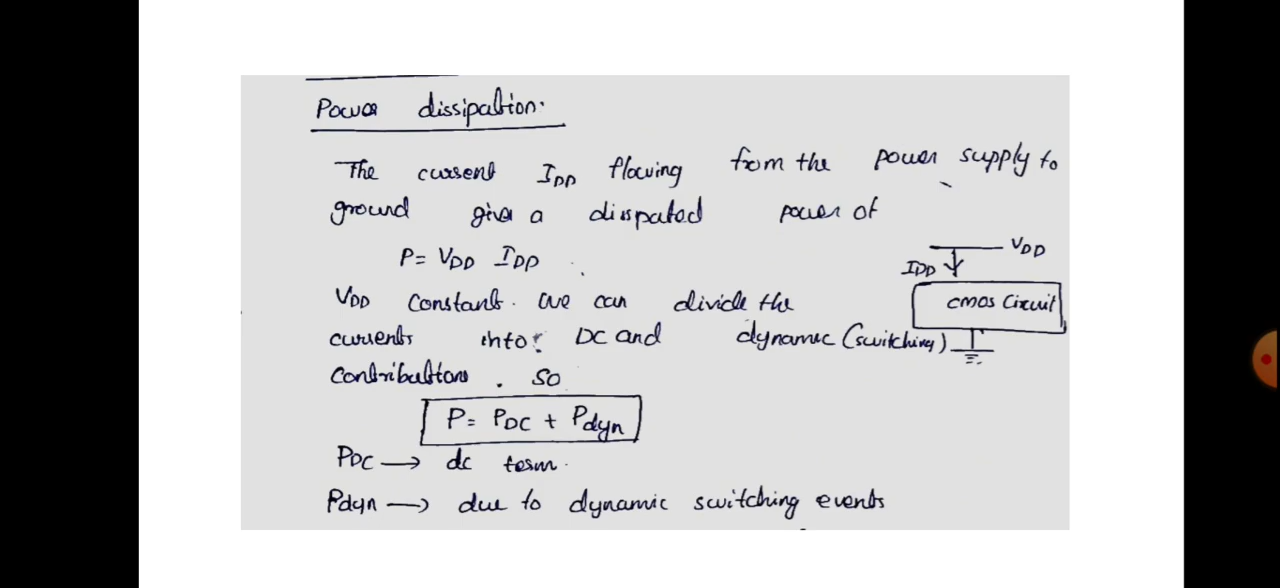 Power dissipation.
The current IDD flowing from the power supply to
ground gives a dissipated power of
P = VDD IDD
VDD
IDD
CMOS Circuit
VDD Constant. We can divide the
currents into: DC and dynamic (switching)
Contributions. So
P = PDC + Pdyn
PDC → dc term.
Pdyn → due to dynamic switching events